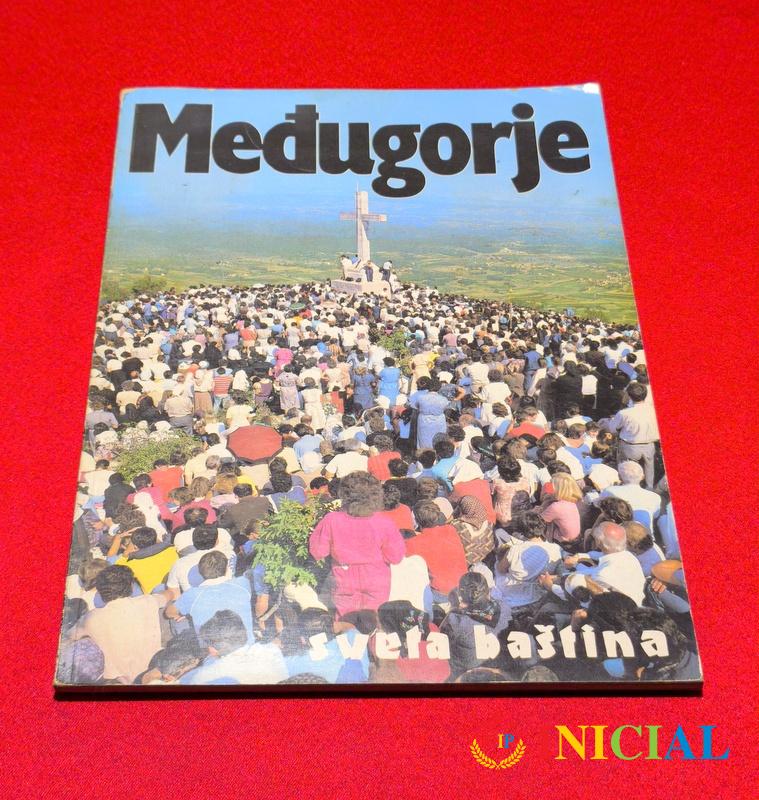 Međugorje
sveta baština
IP NICIAL